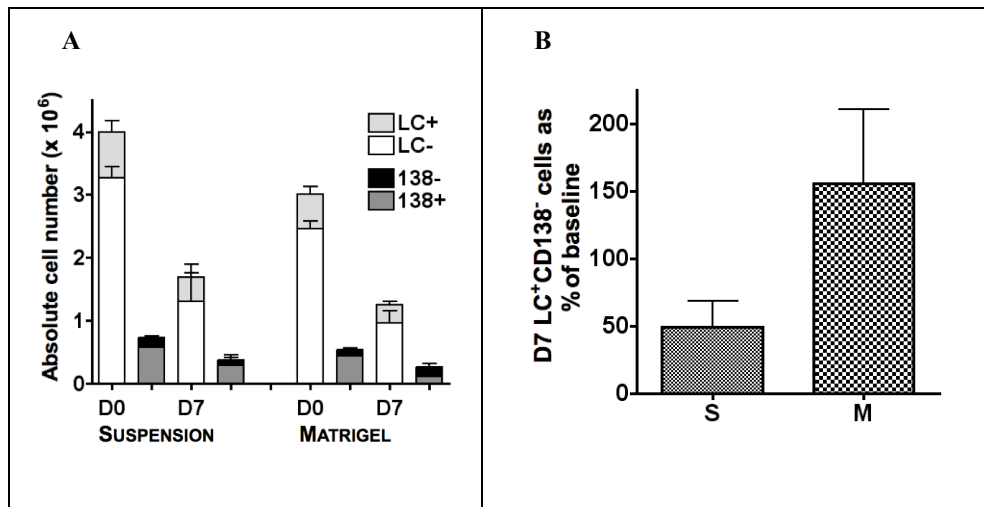 A
Absolute cell number (x 10⁶)
4
3
2
1
0
LC+
LC-
138-
138+
D0 D7 D0 D7
SUSPENSION MATRIGEL
B
D7 LC⁺CD138⁻ cells as
% of baseline
200
150
100
50
0
S M